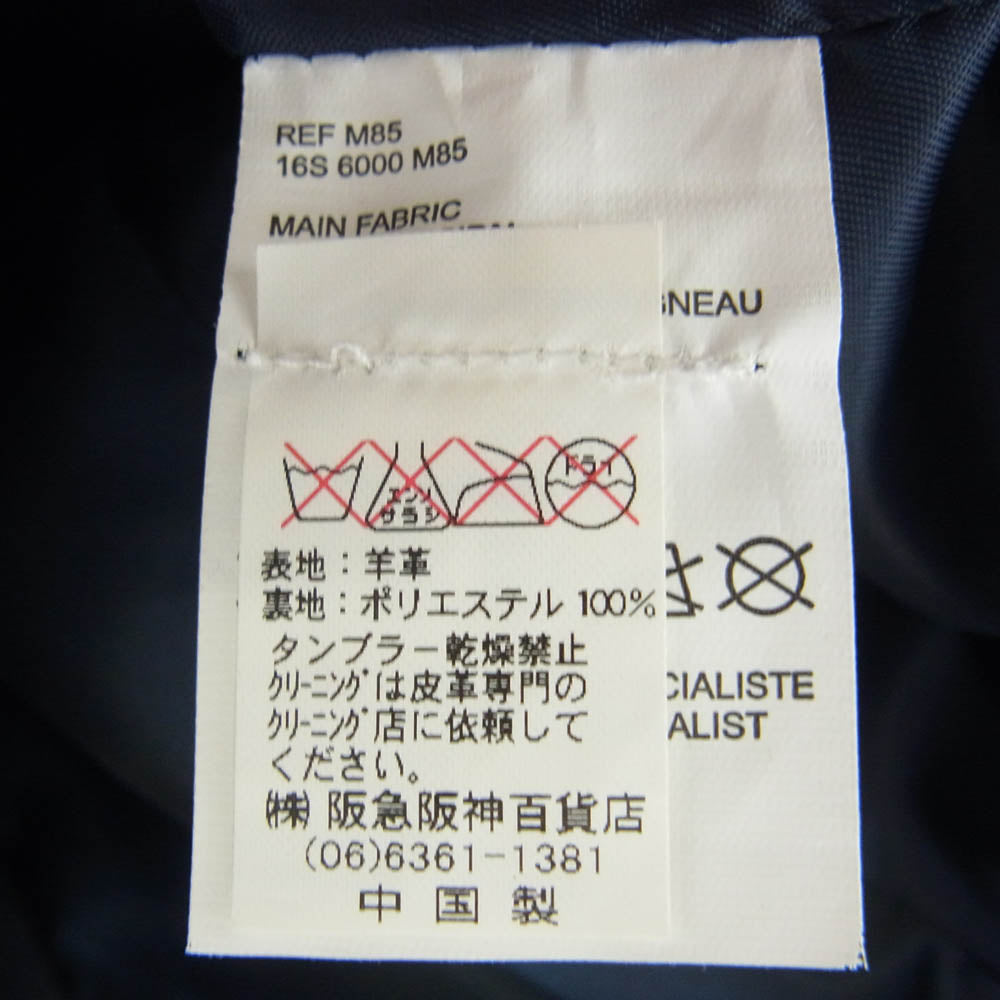 REF M85
16S 6000 M85
MAIN FABRIC
GNEAU
エンソ
サラシ
ドライ
表地：羊革
裏地：ポリエステル 100%
タンブラー乾燥禁止
ｸﾘｰﾆﾝｸﾞは皮革専門の
ｸﾘｰﾆﾝｸﾞ店に依頼して
ください。
CIALISTE
ALIST
㈱阪急阪神百貨店
(06)6361-1381
中国製